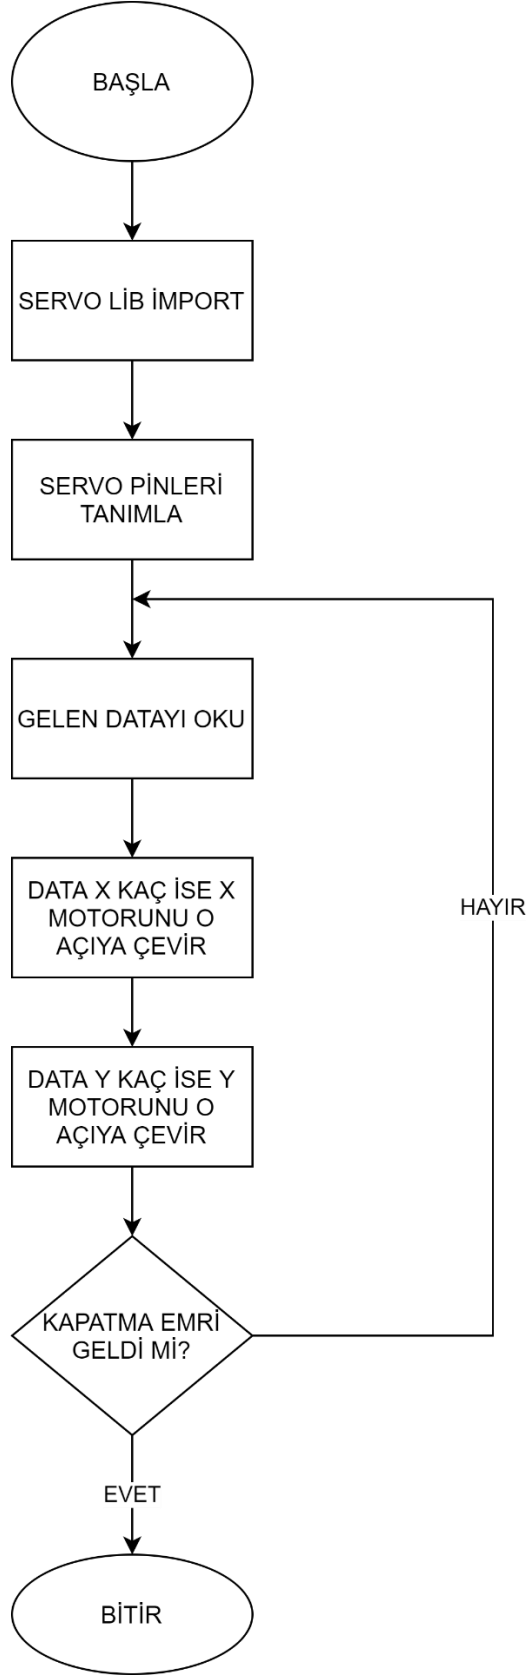 BAŞLA
SERVO LİB İMPORT
SERVO PİNLERİ
TANIMLA
GELEN DATAYI OKU
DATA X KAÇ İSE X
MOTORUNU O
AÇIYA ÇEVİR
HAYIR
DATA Y KAÇ İSE Y
MOTORUNU O
AÇIYA ÇEVİR
KAPATMA EMRİ
GELDİ Mİ?
EVET
BİTİR